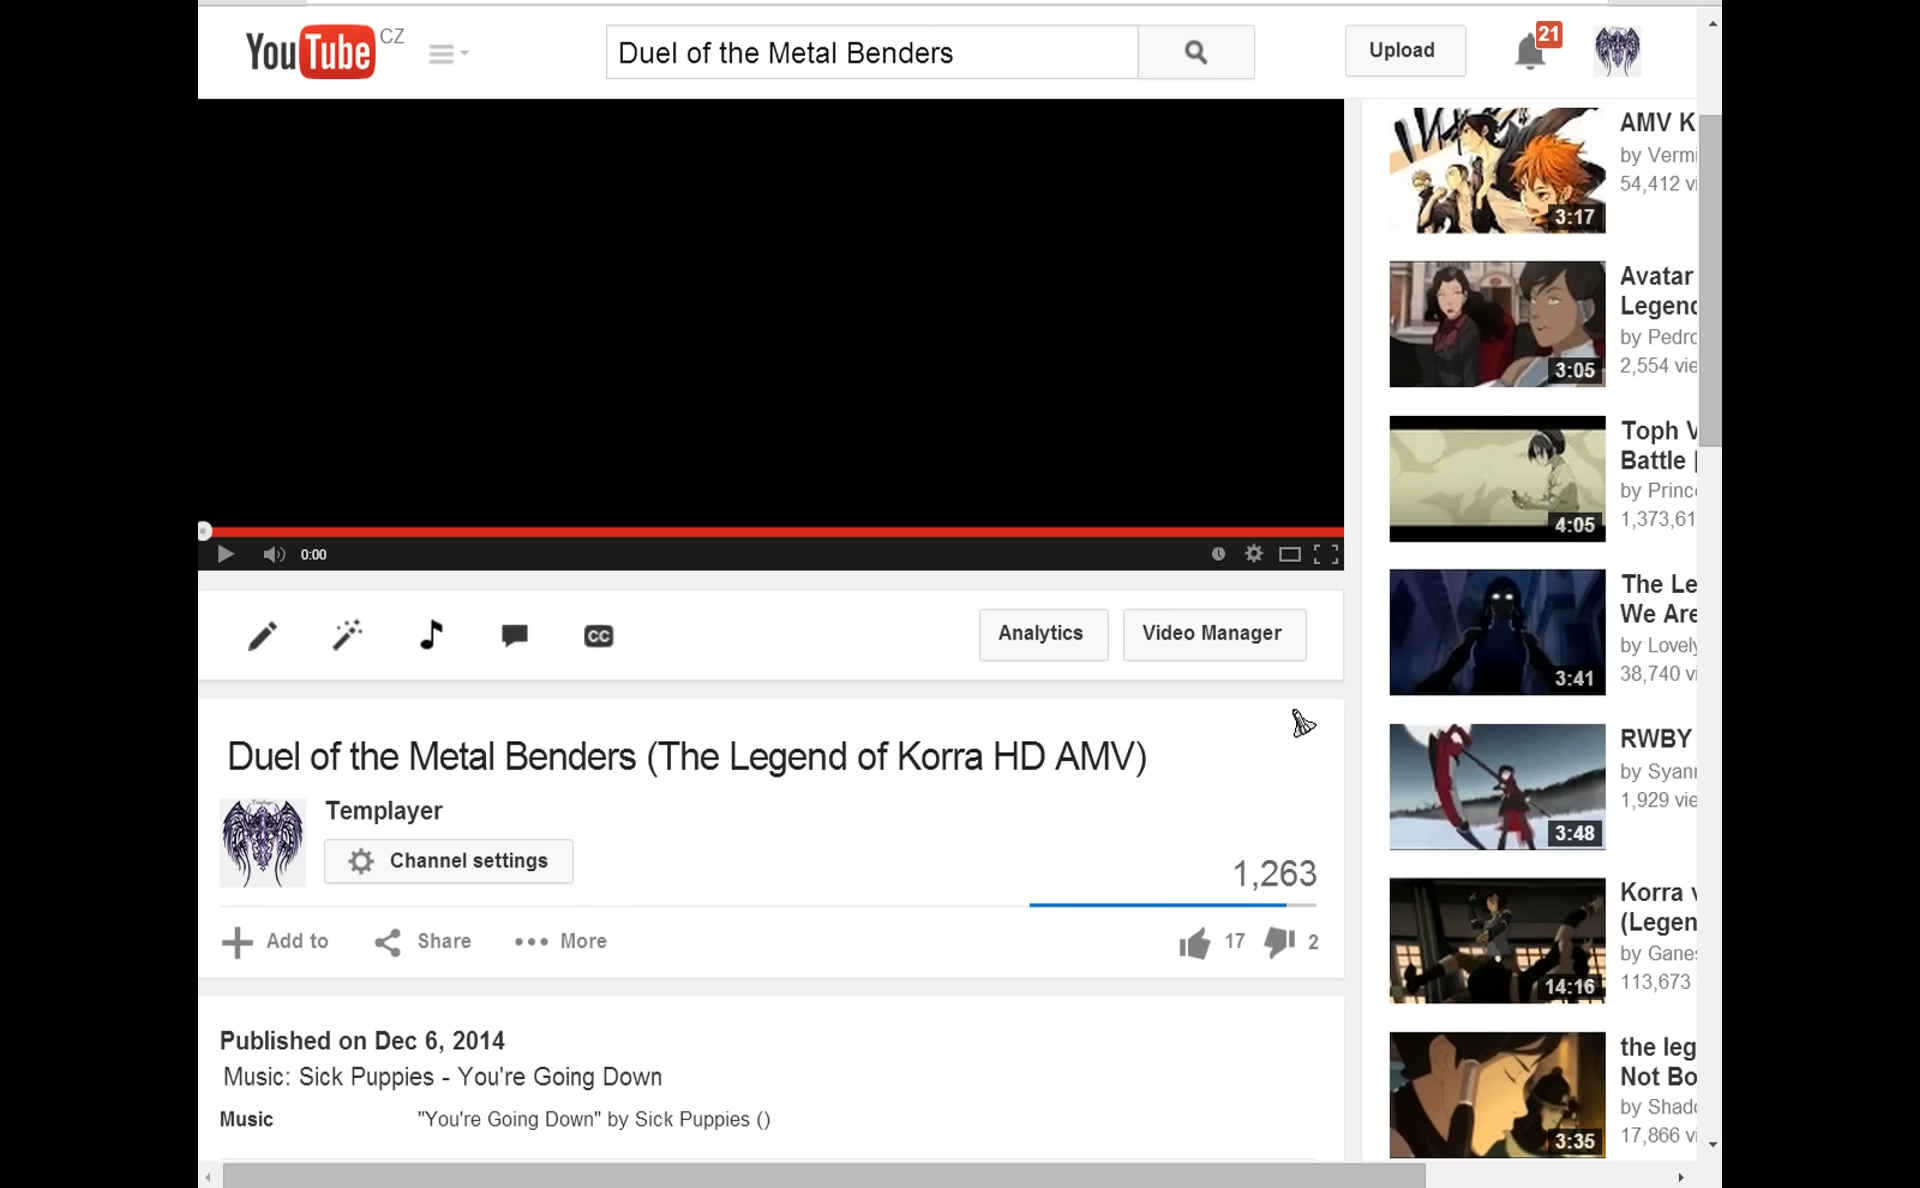 YouTube CZ
Duel of the Metal Benders
Upload
21
0:00
CC
Analytics
Video Manager
Duel of the Metal Benders (The Legend of Korra HD AMV)
Templayer
Channel settings
1,263
Add to
Share
More
17
2
Published on Dec 6, 2014
Music: Sick Puppies - You're Going Down
Music
"You're Going Down" by Sick Puppies ()
3:17
AMV K
by Vermi
54,412 vi
3:05
Avatar
Legend
by Pedro
2,554 vie
4:05
Toph V
Battle |
by Prince
1,373,61
3:41
The Le
We Are
by Lovely
38,740 vi
3:48
RWBY
by Syann
1,929 vie
14:16
Korra v
(Legen
by Ganes
113,673
3:35
the leg
Not Bo
by Shado
17,866 vi